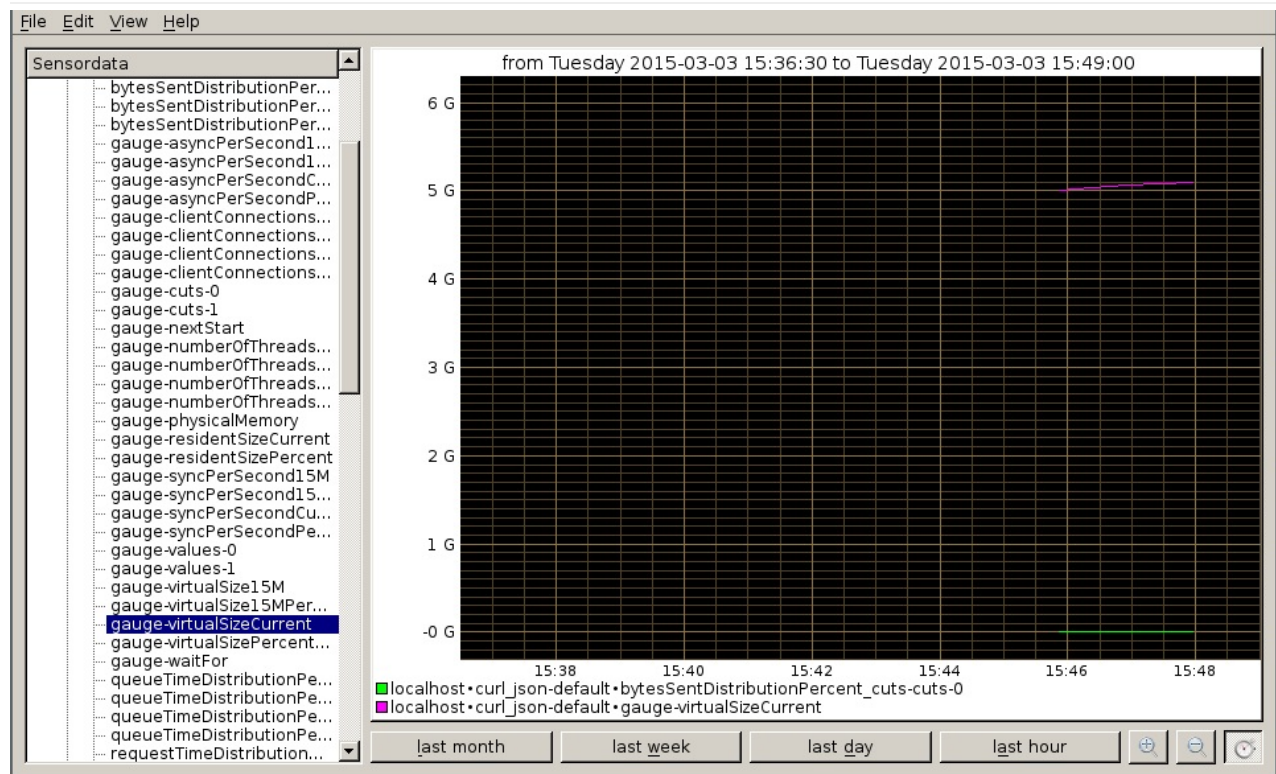 File Edit View Help
Sensordata
bytesSentDistributionPer...
bytesSentDistributionPer...
bytesSentDistributionPer...
gauge-asyncPerSecond1...
gauge-asyncPerSecond1...
gauge-asyncPerSecondC...
gauge-asyncPerSecondP...
gauge-clientConnections...
gauge-clientConnections...
gauge-clientConnections...
gauge-clientConnections...
gauge-cuts-0
gauge-cuts-1
gauge-nextStart
gauge-numberOfThreads...
gauge-numberOfThreads...
gauge-numberOfThreads...
gauge-numberOfThreads...
gauge-physicalMemory
gauge-residentSizeCurrent
gauge-residentSizePercent
gauge-syncPerSecond15M
gauge-syncPerSecond15...
gauge-syncPerSecondCu...
gauge-syncPerSecondPe...
gauge-values-0
gauge-values-1
gauge-virtualSize15M
gauge-virtualSize15MPer...
gauge-virtualSizeCurrent
gauge-virtualSizePercent...
gauge-waitFor
queueTimeDistributionPe...
queueTimeDistributionPe...
queueTimeDistributionPe...
queueTimeDistributionPe...
requestTimeDistribution...
from Tuesday 2015-03-03 15:36:30 to Tuesday 2015-03-03 15:49:00
6 G
5 G
4 G
3 G
2 G
1 G
-0 G
15:38 15:40 15:42 15:44 15:46 15:48
localhost•curl_json-default•bytesSentDistributionPercent_cuts-cuts-0
localhost•curl_json-default•gauge-virtualSizeCurrent
last month last week last day last hour